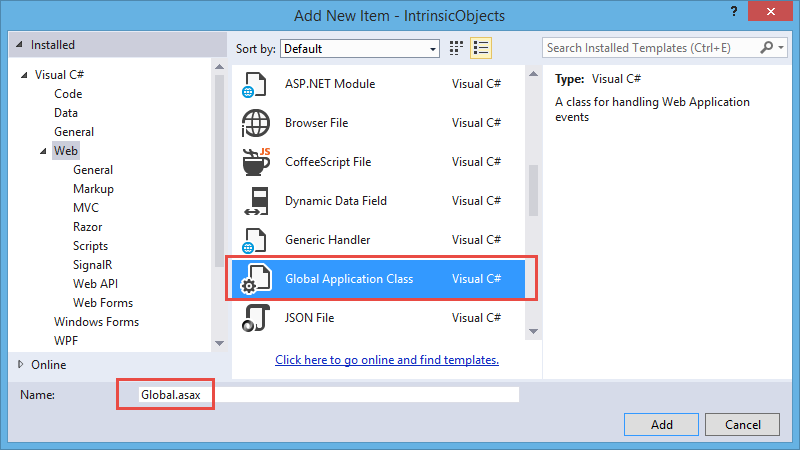 Add New Item - IntrinsicObjects
?
Installed
Sort by: Default
Search Installed Templates (Ctrl+E)
Visual C#
Code
Data
General
Web
General
Markup
MVC
Razor
Scripts
SignalR
Web API
Web Forms
Windows Forms
WPF
Online
ASP.NET Module Visual C#
Browser File Visual C#
JS
CoffeeScript File Visual C#
Dynamic Data Field Visual C#
Generic Handler Visual C#
Global Application Class Visual C#
JSON File Visual C#
Click here to go online and find templates.
Type: Visual C#
A class for handling Web Application
events
Name: Global.asax
Add Cancel